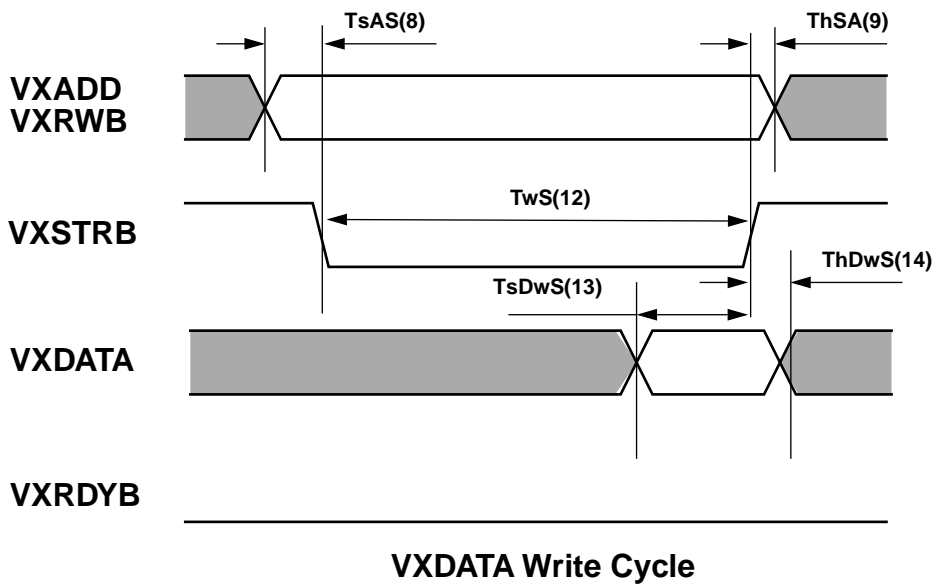 TsAS(8)
ThSA(9)
VXADD
VXRWB
TwS(12)
VXSTRB
ThDwS(14)
TsDwS(13)
VXDATA
VXRDYB
VXDATA Write Cycle